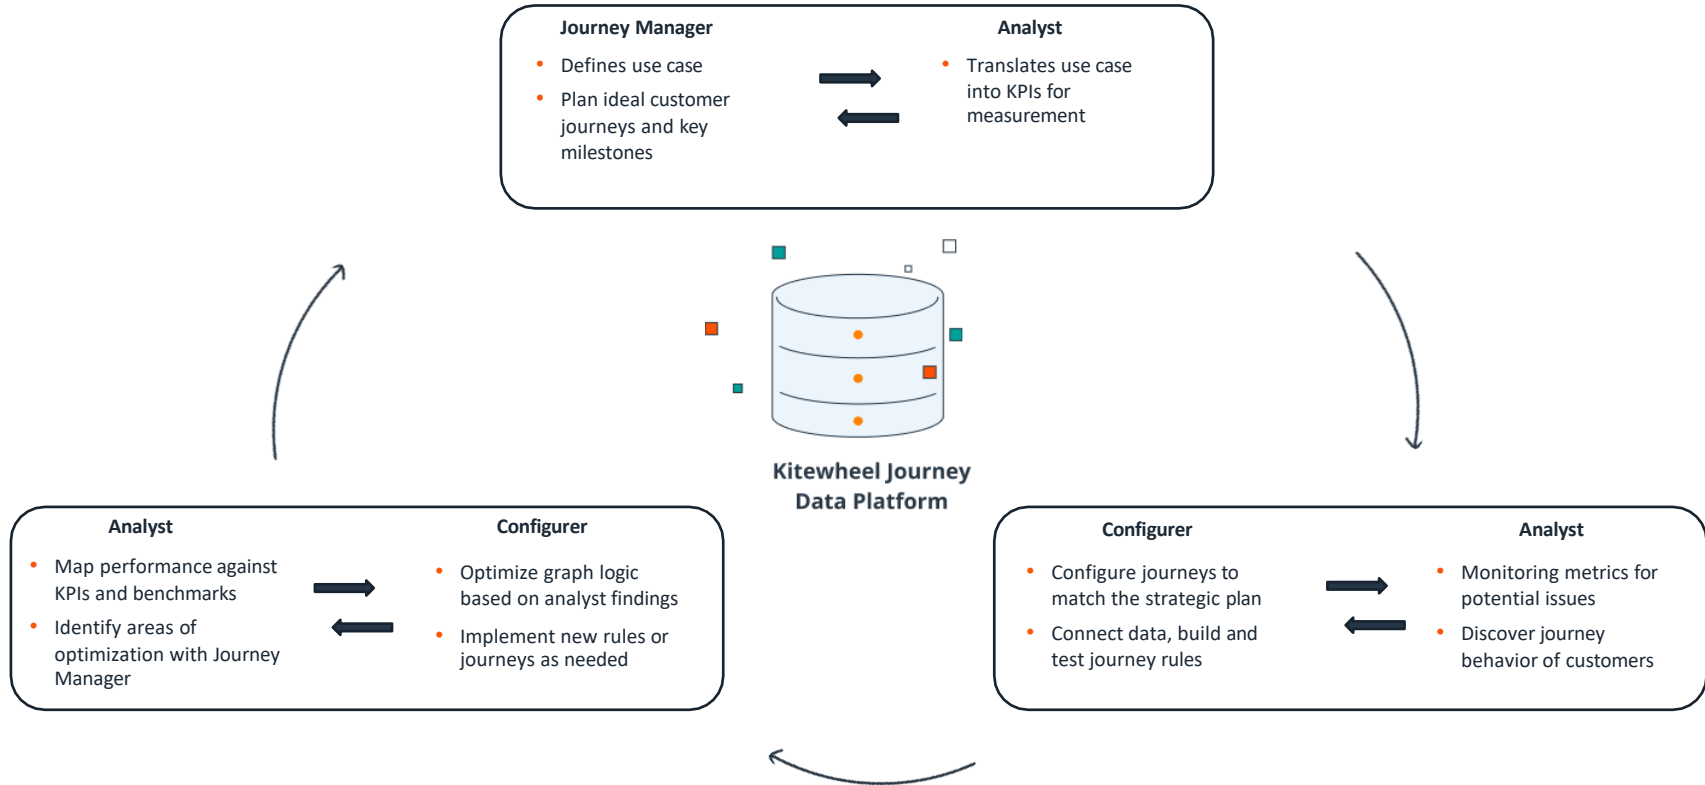 Journey Manager
• Defines use case
• Plan ideal customer
journeys and key
milestones
Analyst
• Translates use case
into KPIs for
measurement
Kitewheel Journey
Data Platform
Analyst
• Map performance against
KPIs and benchmarks
• Identify areas of
optimization with Journey
Manager
Configurer
• Optimize graph logic
based on analyst findings
• Implement new rules or
journeys as needed
Configurer
• Configure journeys to
match the strategic plan
• Connect data, build and
test journey rules
Analyst
• Monitoring metrics for
potential issues
• Discover journey
behavior of customers